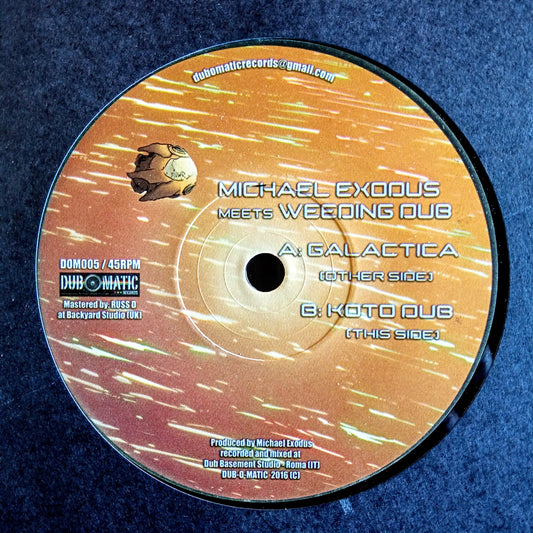 dubomaticrecords@gmail.com
MICHAEL EXODUS
MEETS WEEDING DUB
A: GALACTICA
(OTHER SIDE)
B: KOTO DUB
(THIS SIDE)
DOM005 / 45RPM
DUB-O-MATIC
RECORDS
Mastered by: RUSS D
at Backyard Studio (UK)
Produced by Michael Exodus
recorded and mixed at
Dub Basement Studio - Roma (IT)
DUB-O-MATIC 2016 (C)